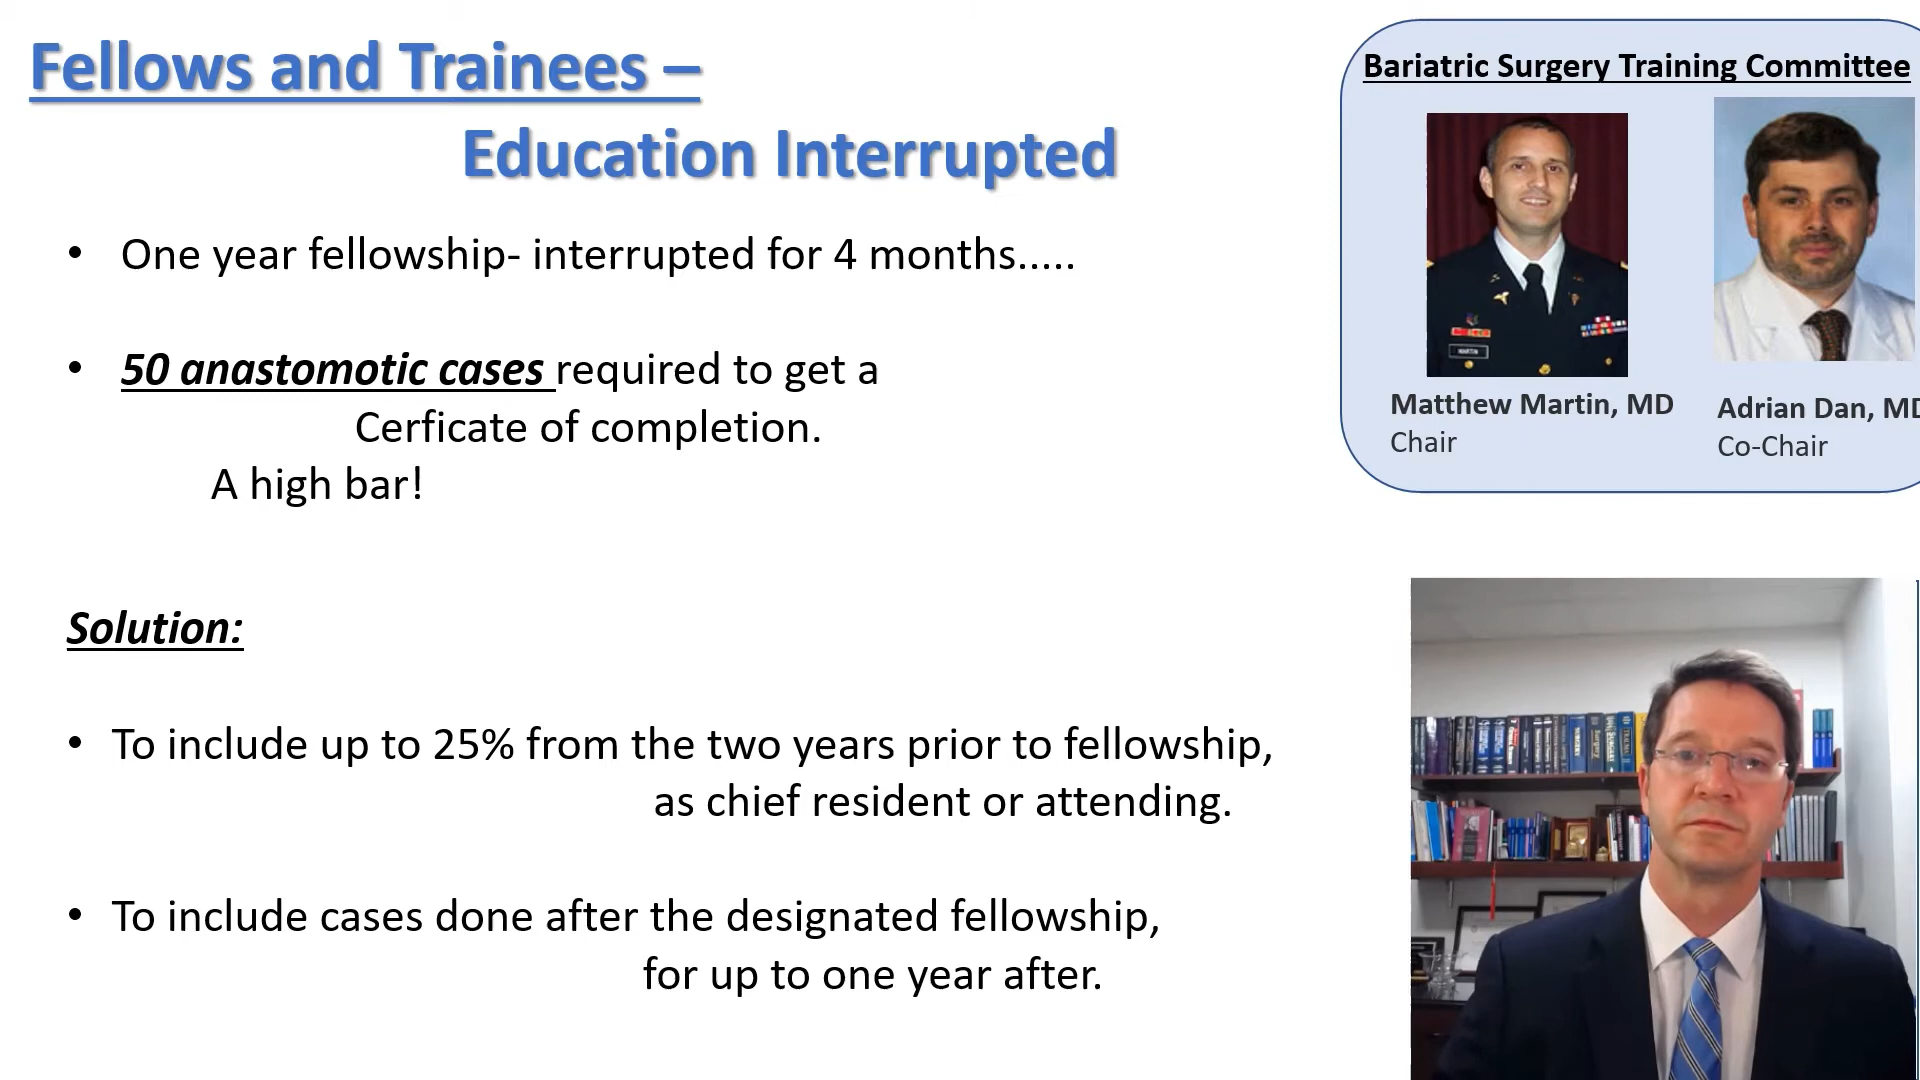 Fellows and Trainees –
Education Interrupted
• One year fellowship- interrupted for 4 months.....
• 50 anastomotic cases required to get a
Cerficate of completion.
A high bar!
Solution:
• To include up to 25% from the two years prior to fellowship,
as chief resident or attending.
• To include cases done after the designated fellowship,
for up to one year after.
Bariatric Surgery Training Committee
MARTIN
Matthew Martin, MD
Chair
Adrian Dan, MD
Co-Chair